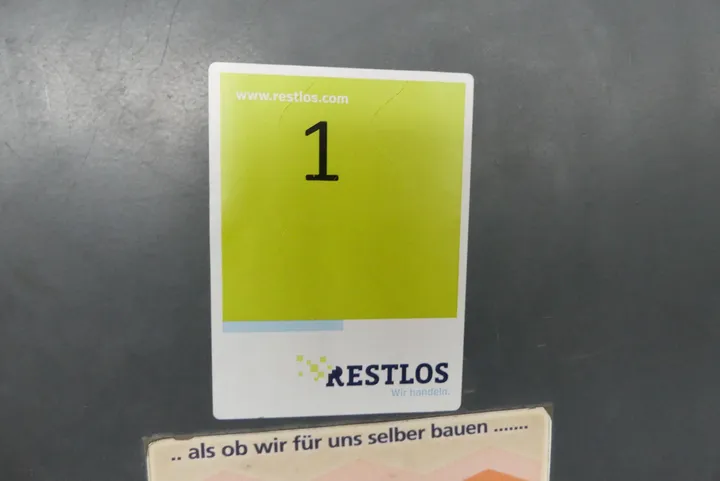 www.restlos.com
1
RESTLOS
Wir handeln.
.. als ob wir für uns selber bauen .......